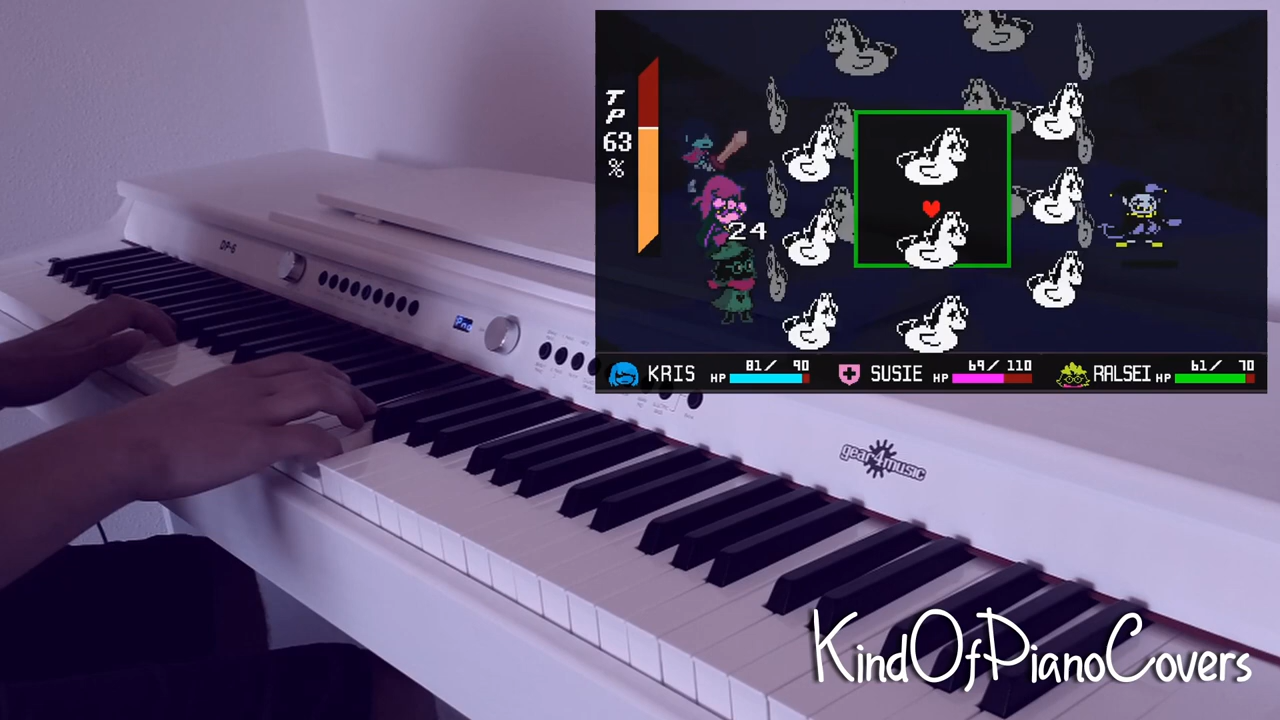 TP
63
%
24
KRIS HP 81/ 90
SUSIE HP 69/ 110
RALSEI HP 61/ 70
DP-6
gear4music
KindOfPianoCovers